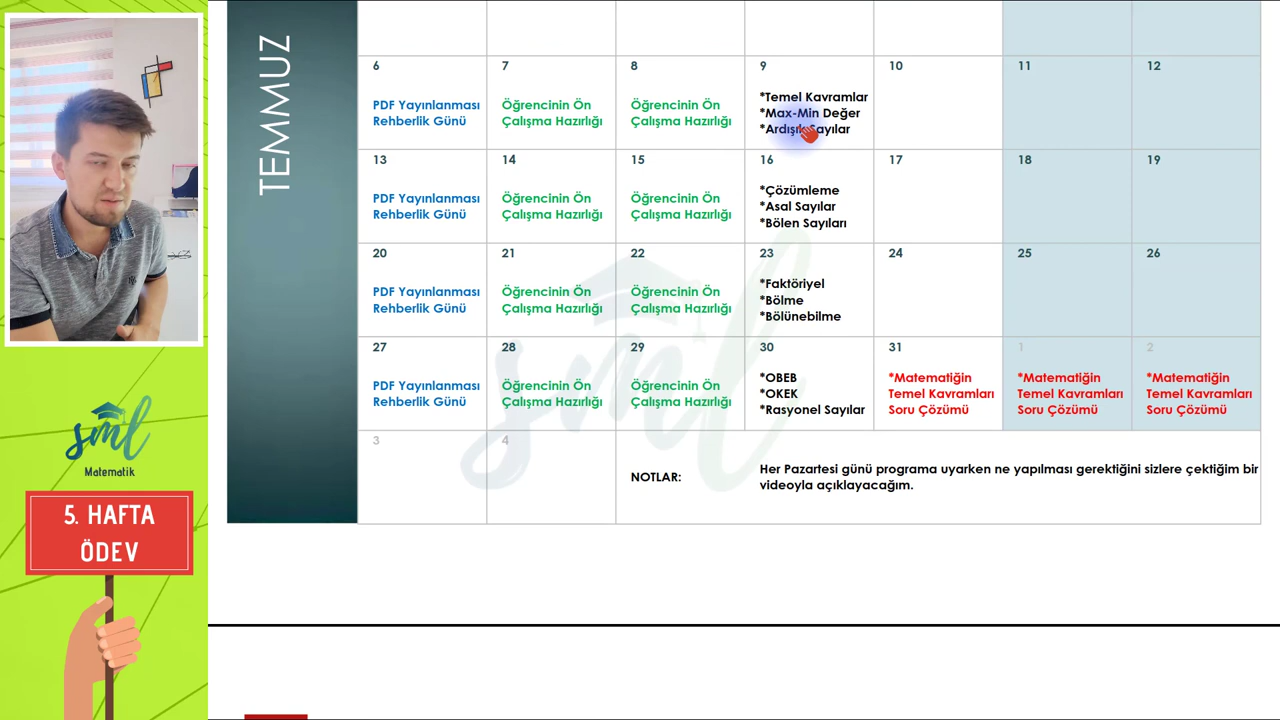 TEMMUZ
6
7
8
9
10
11
12
PDF Yayınlanması
Rehberlik Günü
Öğrencinin Ön
Çalışma Hazırlığı
Öğrencinin Ön
Çalışma Hazırlığı
*Temel Kavramlar
*Max-Min Değer
*Ardışık Sayılar
13
14
15
16
17
18
19
PDF Yayınlanması
Rehberlik Günü
Öğrencinin Ön
Çalışma Hazırlığı
Öğrencinin Ön
Çalışma Hazırlığı
*Çözümleme
*Asal Sayılar
*Bölen Sayıları
20
21
22
23
24
25
26
PDF Yayınlanması
Rehberlik Günü
Öğrencinin Ön
Çalışma Hazırlığı
Öğrencinin Ön
Çalışma Hazırlığı
*Faktöriyel
*Bölme
*Bölünebilme
27
28
29
30
31
1
2
PDF Yayınlanması
Rehberlik Günü
Öğrencinin Ön
Çalışma Hazırlığı
Öğrencinin Ön
Çalışma Hazırlığı
*OBEB
*OKEK
*Rasyonel Sayılar
*Matematiğin
Temel Kavramları
Soru Çözümü
*Matematiğin
Temel Kavramları
Soru Çözümü
*Matematiğin
Temel Kavramları
Soru Çözümü
3
4
NOTLAR:
Her Pazartesi günü programa uyarken ne yapılması gerektiğini sizlere çektiğim bir
videoyla açıklayacağım.
sml
sml
Matematik
5. HAFTA
ÖDEV